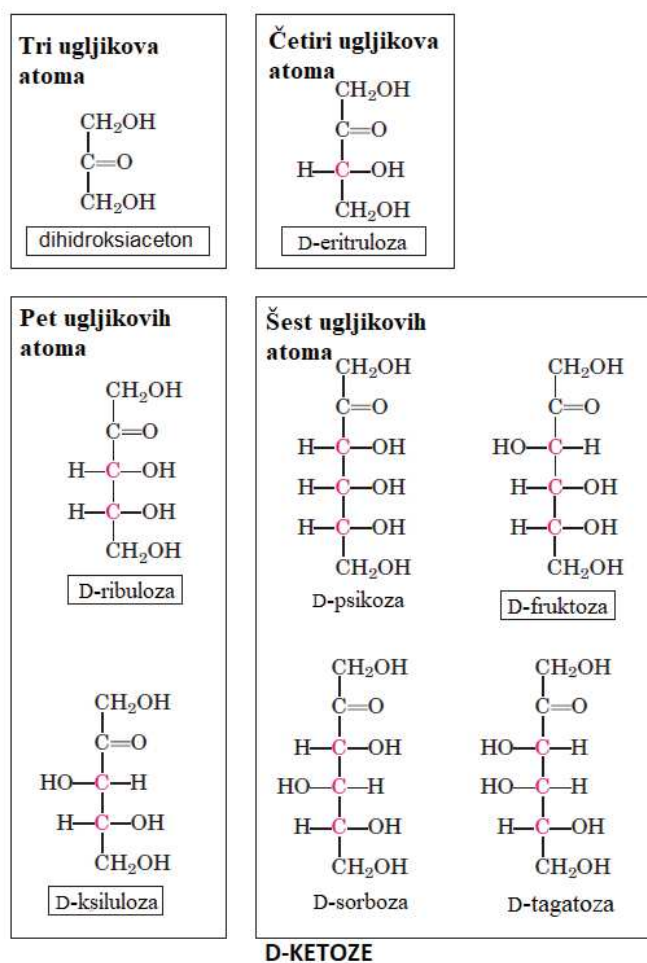 Tri ugljikova
atoma
CH₂OH
C=O
CH₂OH
dihidroksiaceton
Četiri ugljikova
atoma
CH₂OH
C=O
H—C—OH
CH₂OH
D-eritruloza
Pet ugljikovih
atoma
CH₂OH
C=O
H—C—OH
H—C—OH
CH₂OH
D-ribuloza
CH₂OH
C=O
HO—C—H
H—C—OH
CH₂OH
D-ksiluloza
Šest ugljikovih
atoma
CH₂OH
C=O
H—C—OH
H—C—OH
H—C—OH
CH₂OH
D-psikoza
CH₂OH
C=O
HO—C—H
H—C—OH
H—C—OH
CH₂OH
D-fruktoza
CH₂OH
C=O
H—C—OH
HO—C—H
H—C—OH
CH₂OH
D-sorboza
CH₂OH
C=O
HO—C—H
HO—C—H
H—C—OH
CH₂OH
D-tagatoza
D-KETOZE